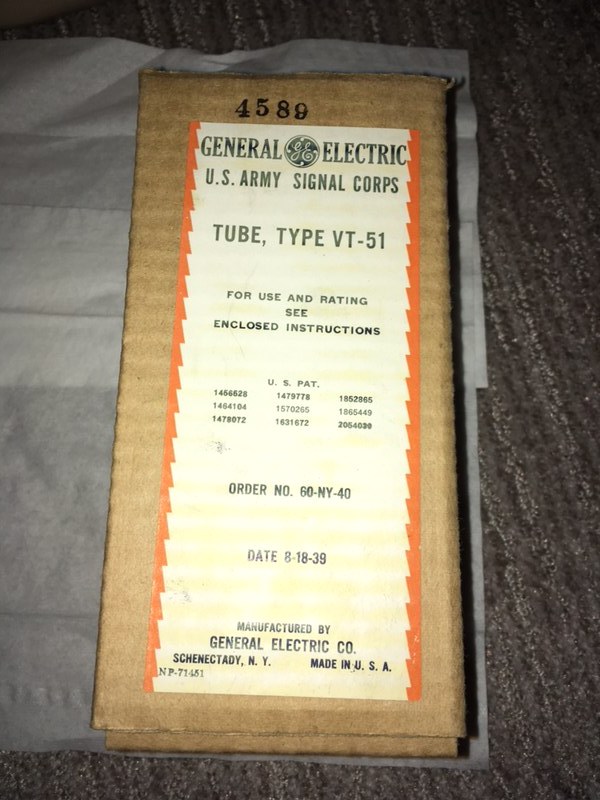 4589
GENERAL GE ELECTRIC
U.S. ARMY SIGNAL CORPS
TUBE, TYPE VT-51
FOR USE AND RATING
SEE
ENCLOSED INSTRUCTIONS
U. S. PAT.
1456628 1479778 1852865
1464104 1570265 1865449
1478072 1631672 2054030
ORDER NO. 60-NY-40
DATE 8-18-39
MANUFACTURED BY
GENERAL ELECTRIC CO.
SCHENECTADY, N. Y. MADE IN U. S. A.
NP-71451